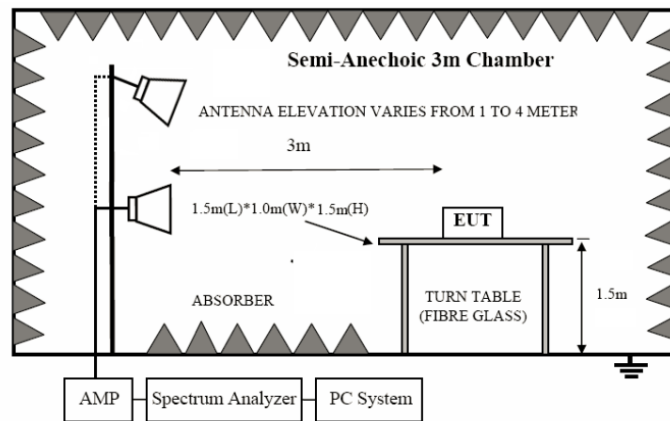 Semi-Anechoic 3m Chamber
ANTENNA ELEVATION VARIES FROM 1 TO 4 METER
3m
1.5m(L)*1.0m(W)*1.5m(H)
EUT
ABSORBER
TURN TABLE
(FIBRE GLASS)
1.5m
AMP
Spectrum Analyzer
PC System